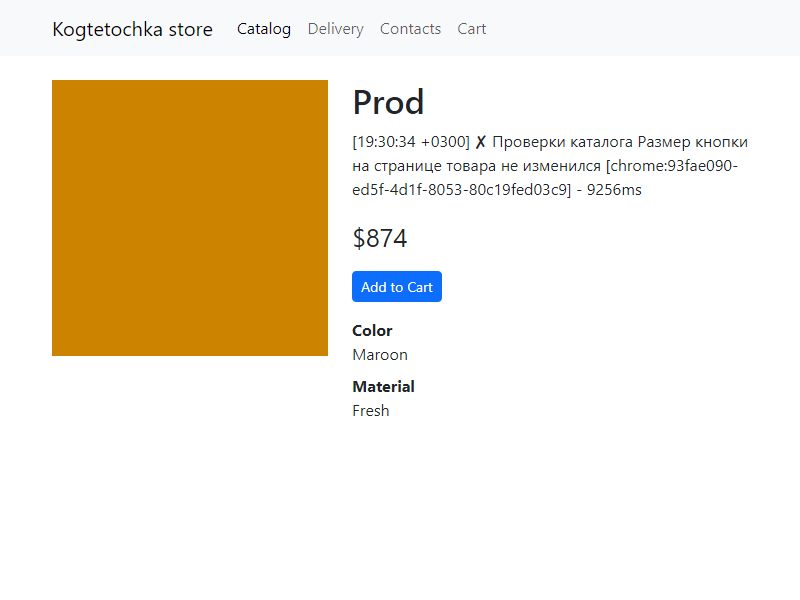 Kogtetochka store Catalog Delivery Contacts Cart
Prod
[19:30:34 +0300] ✘ Проверки каталога Размер кнопки
на странице товара не изменился [chrome:93fae090-
ed5f-4d1f-8053-80c19fed03c9] - 9256ms
$874
Add to Cart
Color
Maroon
Material
Fresh